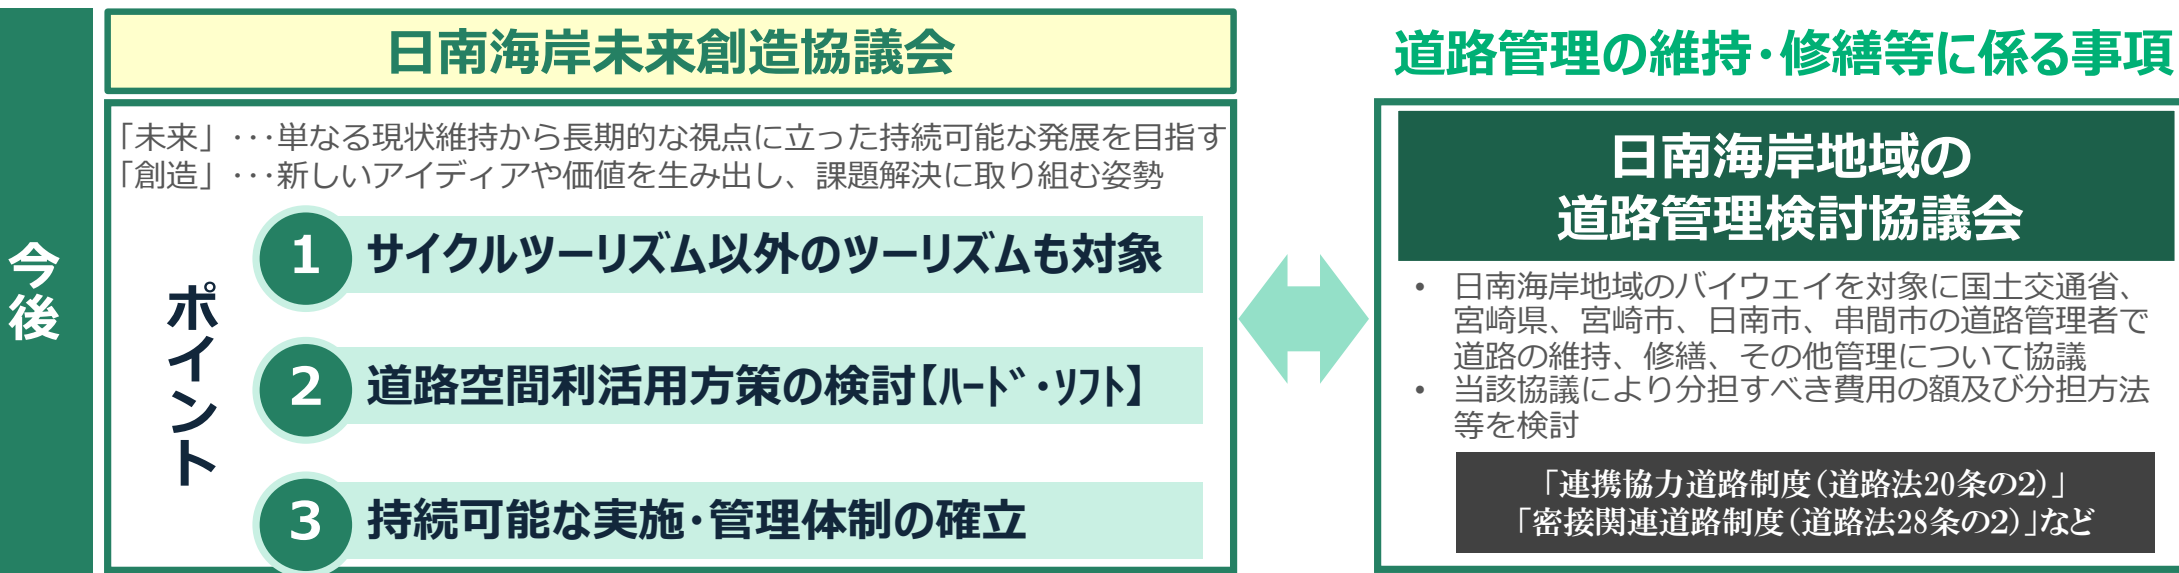 今後
日南海岸未来創造協議会
「未来」･･･単なる現状維持から長期的な視点に立った持続可能な発展を目指す
「創造」･･･新しいアイディアや価値を生み出し、課題解決に取り組む姿勢
ポイント
1 サイクルツーリズム以外のツーリズムも対象
2 道路空間利活用方策の検討【ﾊｰﾄﾞ・ｿﾌﾄ】
3 持続可能な実施・管理体制の確立
道路管理の維持・修繕等に係る事項
日南海岸地域の
道路管理検討協議会
• 日南海岸地域のバイウェイを対象に国土交通省、
宮崎県、宮崎市、日南市、串間市の道路管理者で
道路の維持、修繕、その他管理について協議
• 当該協議により分担すべき費用の額及び分担方法
等を検討
「連携協力道路制度（道路法20条の2）」
「密接関連道路制度（道路法28条の2）」など